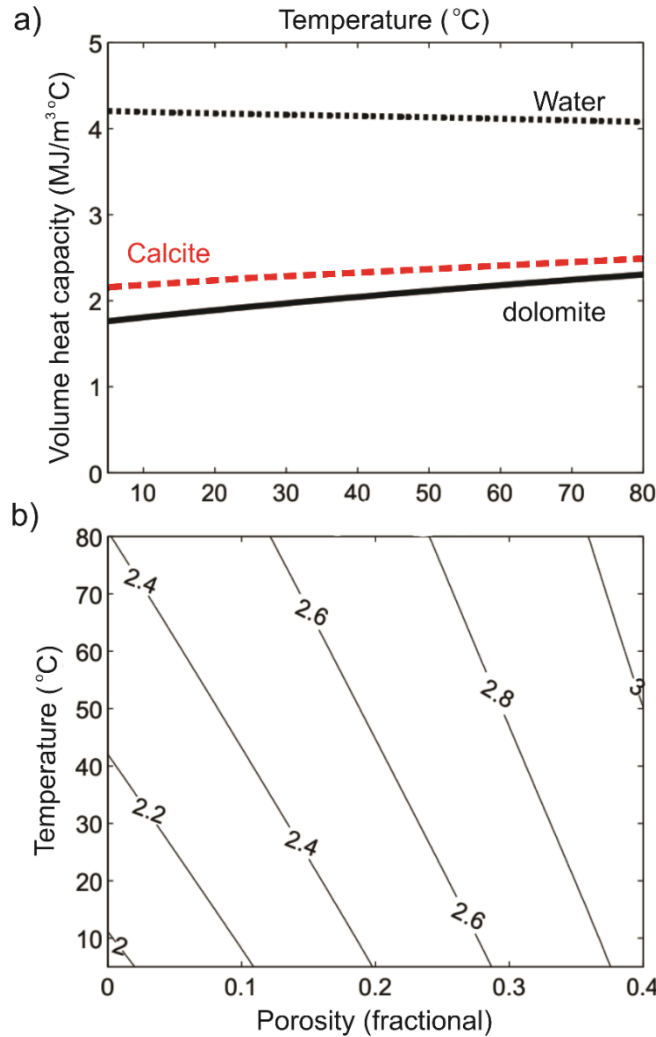 a)
Temperature (°C)
Volume heat capacity (MJ/m³°C)
5
4
3
2
1
0
Water
Calcite
dolomite
10 20 30 40 50 60 70 80
b)
Temperature (°C)
80
70
60
50
40
30
20
10
2.4
2.6
2.8
3
2.2
2.4
2.6
2
0 0.1 0.2 0.3 0.4
Porosity (fractional)